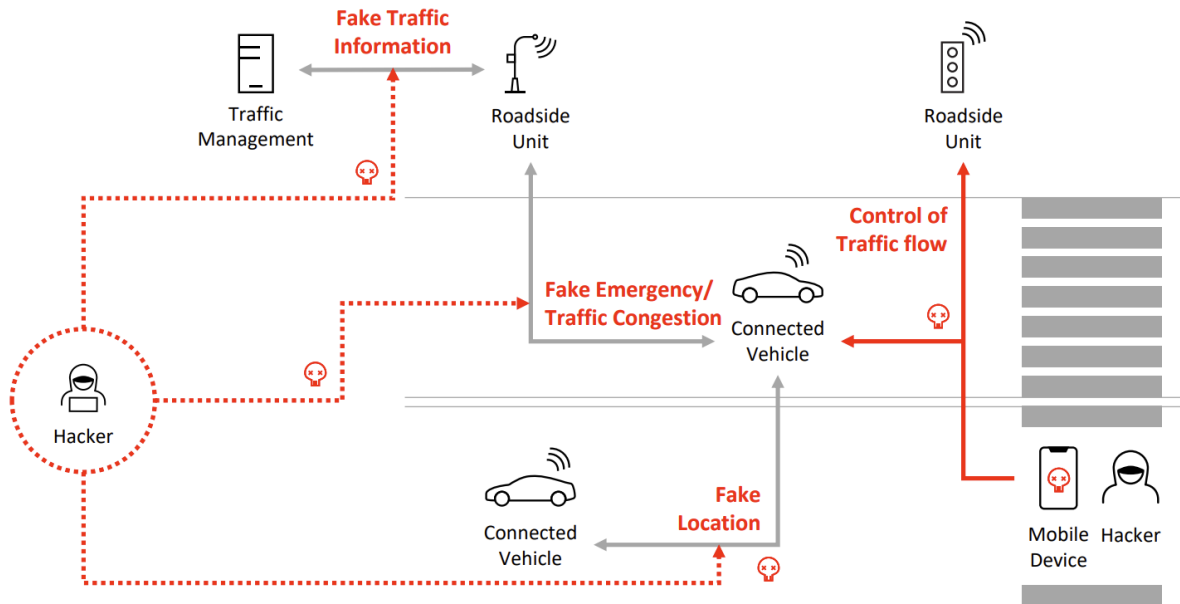 Fake Traffic
Information
Traffic
Management
Roadside
Unit
Roadside
Unit
Control of
Traffic flow
Fake Emergency/
Traffic Congestion
Connected
Vehicle
Hacker
Fake
Location
Connected
Vehicle
Mobile
Device
Hacker